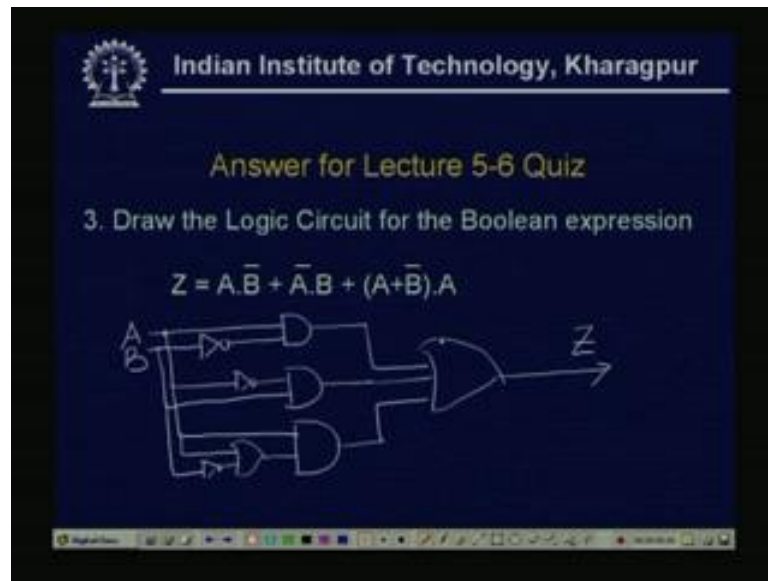 Indian Institute of Technology, Kharagpur
Answer for Lecture 5-6 Quiz
3. Draw the Logic Circuit for the Boolean expression
Z = A.B̅ + A̅.B + (A+B̅).A
A
B
Z